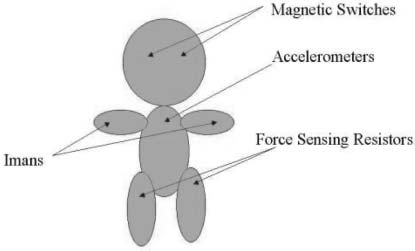 Magnetic Switches
Accelerometers
Force Sensing Resistors
Imans